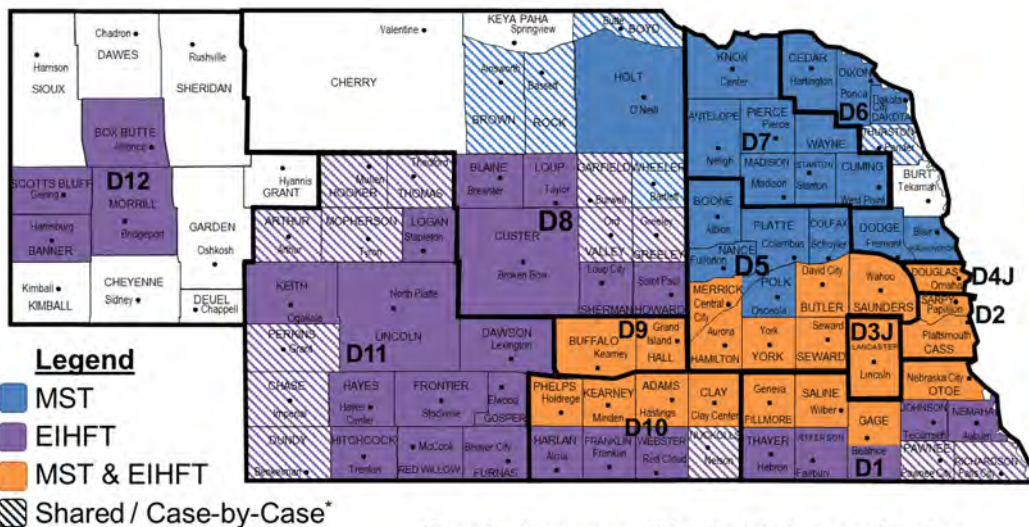 Chadron
DAWES
Harrison
SIOUX
Rushville
SHERIDAN
BOX BUTTE
Alliance
SCOTTS BLUFF
Gering
D12
MORRILL
Bridgeport
Harrisburg
BANNER
GARDEN
Oshkosh
Kimball
KIMBALL
CHEYENNE
Sidney
DEUEL
Chappell
Valentine
CHERRY
KEYA PAHA
Springview
Butte
BOYD
Ainsworth
BROWN
Bassett
ROCK
HOLT
O'Neill
Hyannis
GRANT
Mullen
HOOKER
Thedford
THOMAS
BLAINE
Brewster
LOUP
Taylor
GARFIELD
Burwell
WHEELER
Bartlett
ARTHUR
Arthur
MCPHERSON
Tryon
LOGAN
Stapleton
D8
CUSTER
Broken Bow
Ord
VALLEY
Greeley
GREELEY
Loup City
SHERMAN
Saint Paul
HOWARD
KEITH
Ogallala
North Platte
LINCOLN
D11
DAWSON
Lexington
PERKINS
Grant
CHASE
Imperial
HAYES
Hayes
Center
FRONTIER
Stockville
Elwood
GOSPER
DUNDY
Benkelman
HITCHCOCK
Trenton
McCook
RED WILLOW
Beaver City
FURNAS
KNOX
Center
CEDAR
Hartington
DIXON
Ponca
D6
Dakota
City
DAKOTA
ANTELOPE
Neligh
PIERCE
Pierce
D7
WAYNE
THURSTON
Pender
MADISON
Madison
STANTON
Stanton
CUMING
West Point
BURT
Tekamah
BOONE
Albion
PLATTE
Columbus
COLFAX
Schuyler
DODGE
Fremont
Blair
NANCE
Fullerton
D5
POLK
Osceola
David City
BUTLER
Wahoo
SAUNDERS
DOUGLAS
Omaha
D4J
SARPY
Papillion
D2
Plattsmouth
CASS
MERRICK
Central
City
D9
BUFFALO
Kearney
Grand
Island
HALL
Aurora
HAMILTON
York
YORK
Seward
SEWARD
D3J
LANCASTER
Lincoln
Nebraska City
OTOE
PHELPS
Holdrege
KEARNEY
Minden
ADAMS
Hastings
CLAY
Clay Center
D10
Geneva
FILLMORE
SALINE
Wilber
GAGE
Beatrice
D1
JOHNSON
Tecumseh
NEMAHA
Auburn
HARLAN
Alma
FRANKLIN
Franklin
WEBSTER
Red Cloud
NUCKOLLS
Nelson
THAYER
Hebron
JEFFERSON
Fairbury
PAWNEE
Pawnee City
RICHARDSON
Falls City
Legend
MST
EIHFT
MST & EIHFT
Shared / Case-by-Case*